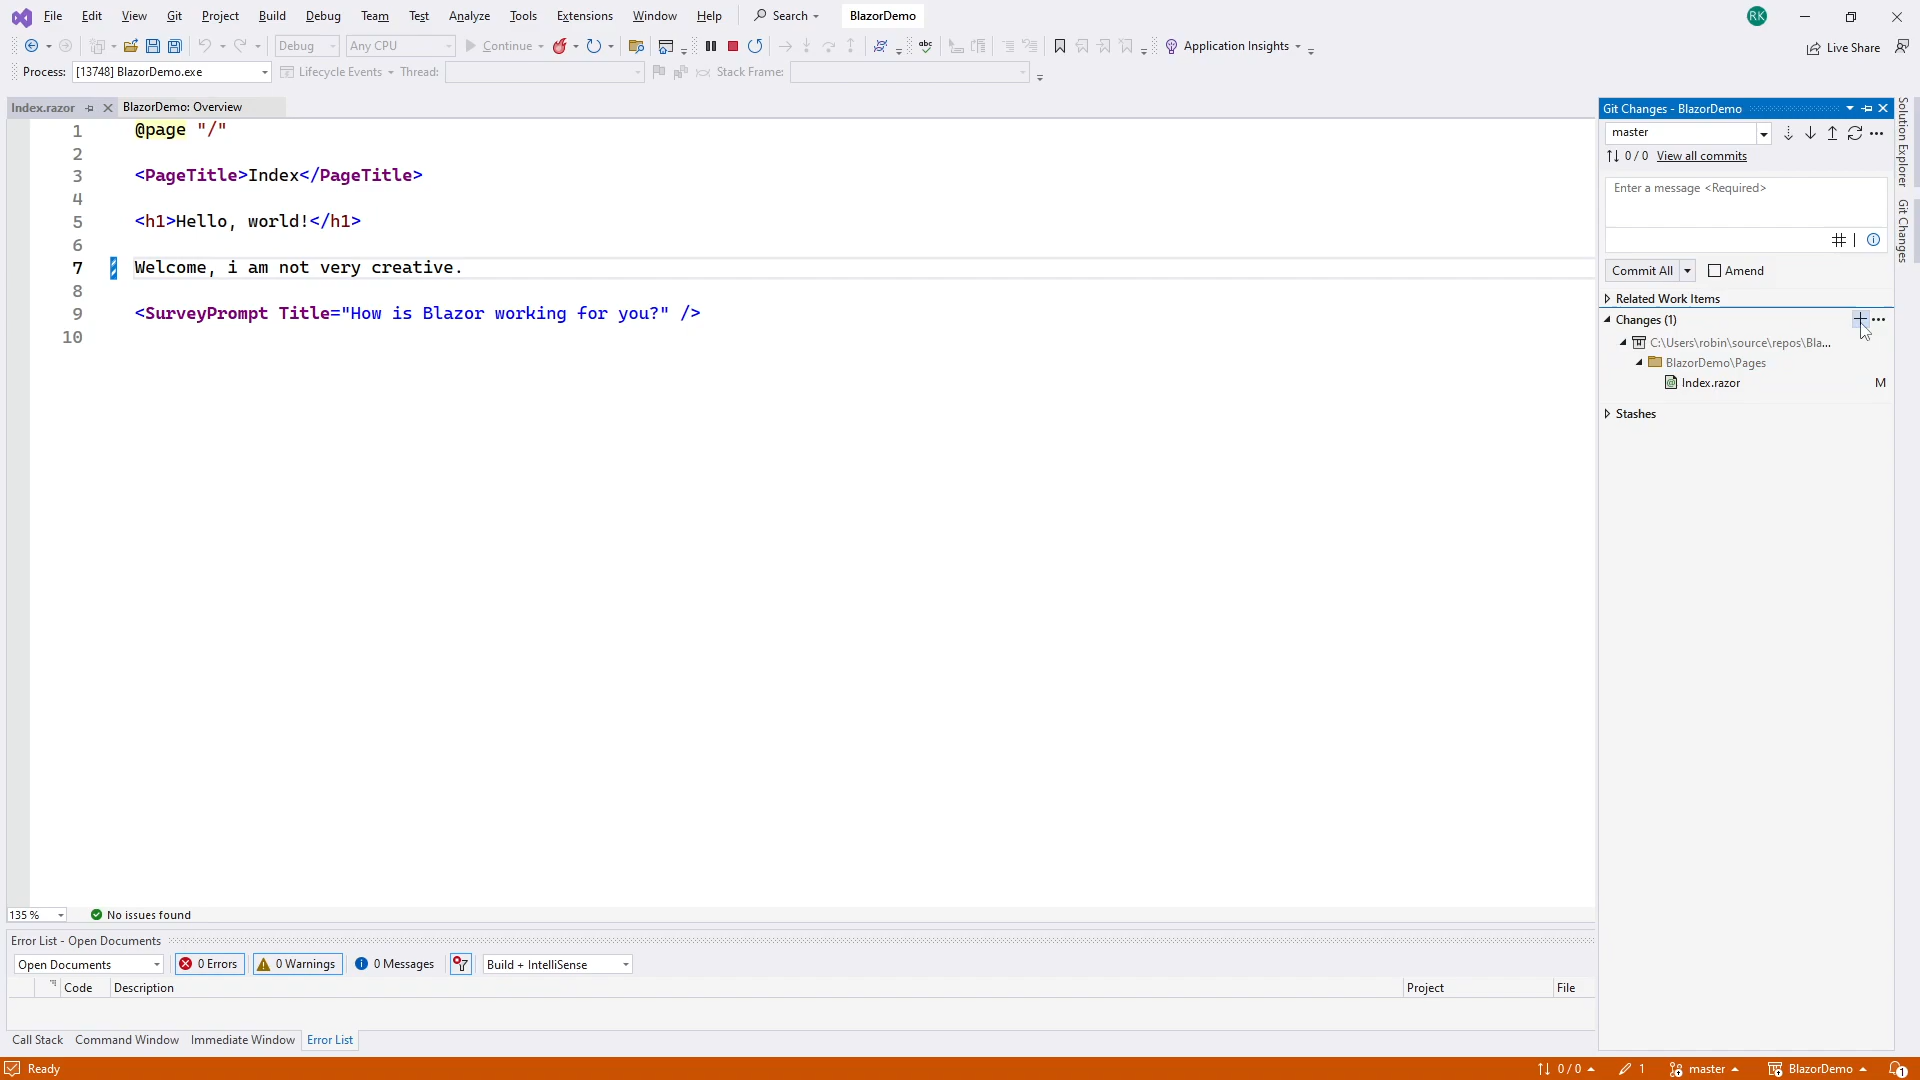 File Edit View Git Project Build Debug Team Test Analyze Tools Extensions Window Help Search BlazorDemo RK
Debug Any CPU Continue abc Application Insights Live Share
Process: [13748] BlazorDemo.exe Lifecycle Events Thread: Stack Frame:
Index.razor BlazorDemo: Overview
1 @page "/"
2
3 <PageTitle>Index</PageTitle>
4
5 <h1>Hello, world!</h1>
6
7 Welcome, i am not very creative.
8
9 <SurveyPrompt Title="How is Blazor working for you?" />
10
135 % No issues found
Git Changes - BlazorDemo
master
0 / 0 View all commits
Enter a message <Required>
Commit All Amend
Related Work Items
Changes (1)
C:\Users\robin\source\repos\Bla...
BlazorDemo\Pages
Index.razor M
Stashes
Solution Explorer
Git Changes
Error List - Open Documents
Open Documents 0 Errors 0 Warnings 0 Messages Build + IntelliSense
Code Description Project File
Call Stack Command Window Immediate Window Error List
Ready 0 / 0 1 master BlazorDemo 1